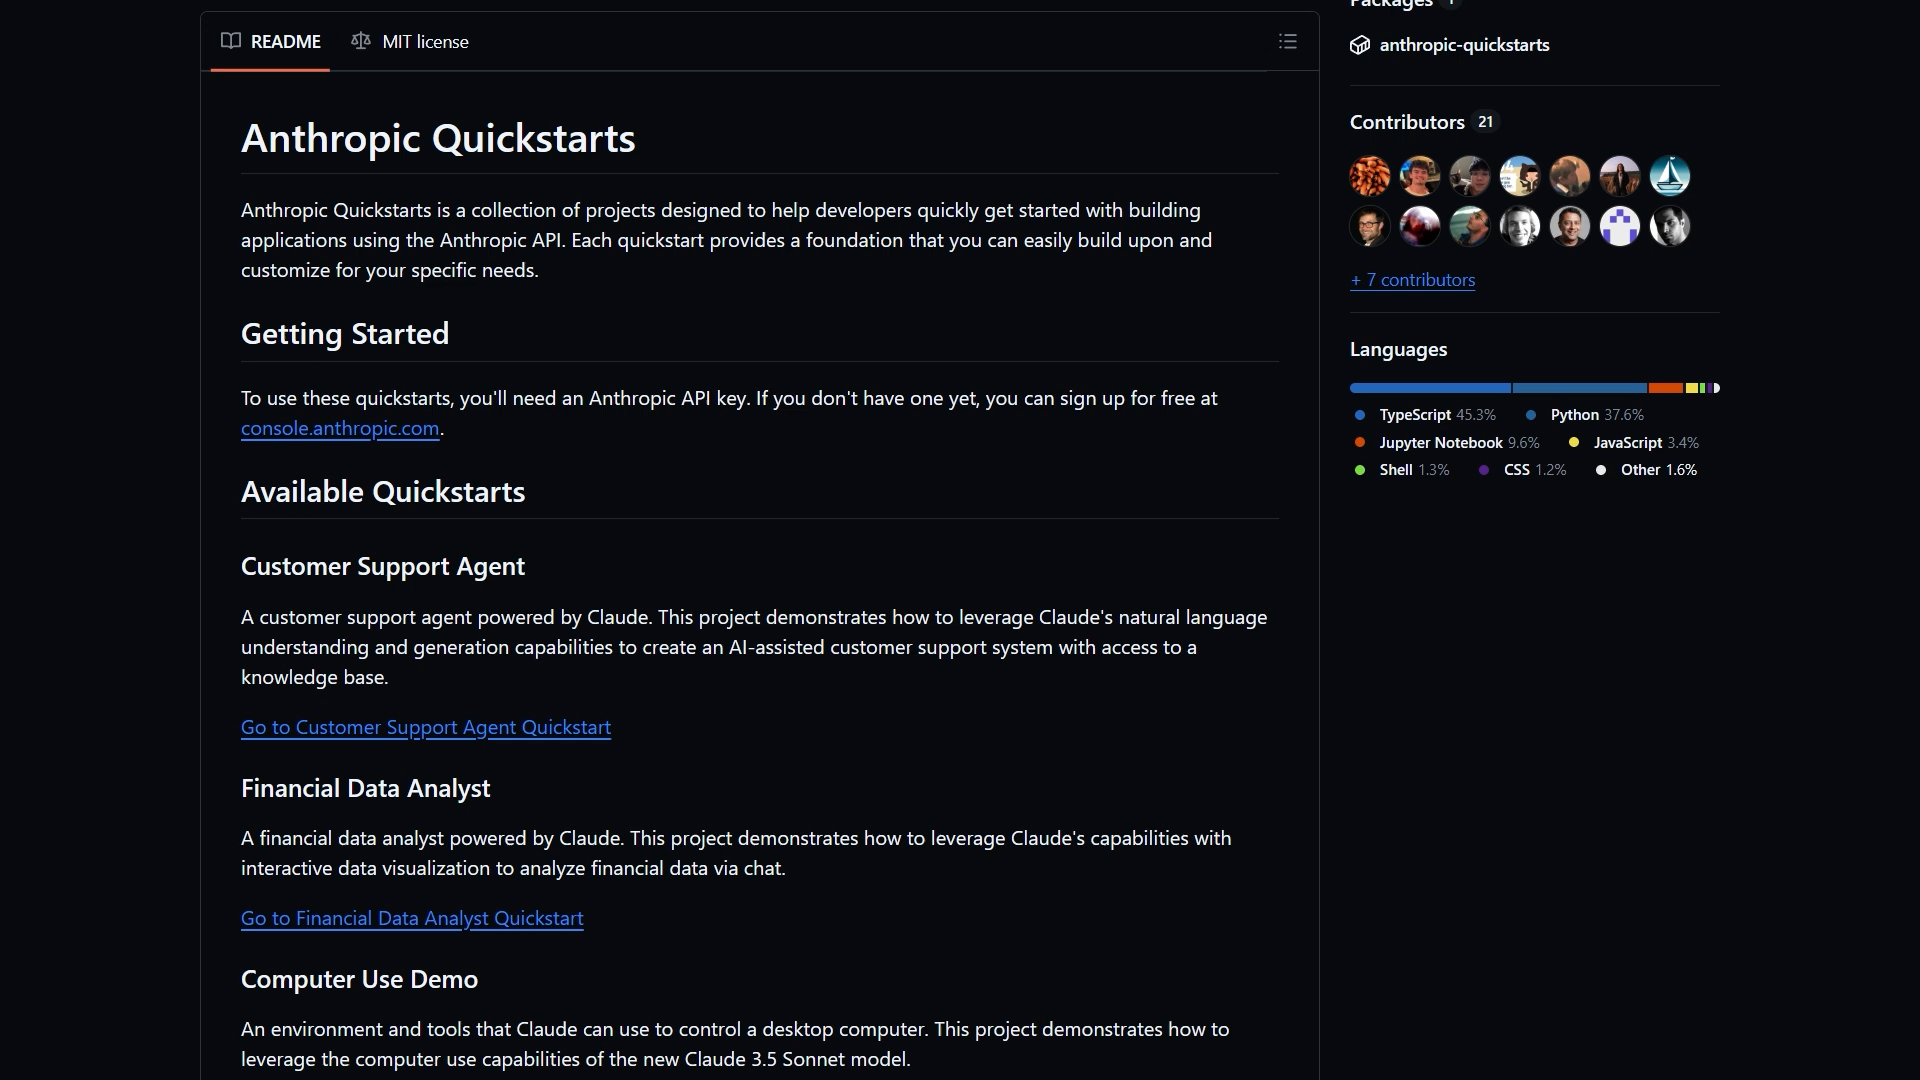 README
MIT license
Anthropic Quickstarts
Anthropic Quickstarts is a collection of projects designed to help developers quickly get started with building
applications using the Anthropic API. Each quickstart provides a foundation that you can easily build upon and
customize for your specific needs.
Getting Started
To use these quickstarts, you'll need an Anthropic API key. If you don't have one yet, you can sign up for free at
console.anthropic.com.
Available Quickstarts
Customer Support Agent
A customer support agent powered by Claude. This project demonstrates how to leverage Claude's natural language
understanding and generation capabilities to create an AI-assisted customer support system with access to a
knowledge base.
Go to Customer Support Agent Quickstart
Financial Data Analyst
A financial data analyst powered by Claude. This project demonstrates how to leverage Claude's capabilities with
interactive data visualization to analyze financial data via chat.
Go to Financial Data Analyst Quickstart
Computer Use Demo
An environment and tools that Claude can use to control a desktop computer. This project demonstrates how to
leverage the computer use capabilities of the new Claude 3.5 Sonnet model.
Packages 1
anthropic-quickstarts
Contributors 21
+ 7 contributors
Languages
TypeScript 45.3% Python 37.6%
Jupyter Notebook 9.6% JavaScript 3.4%
Shell 1.3% CSS 1.2% Other 1.6%